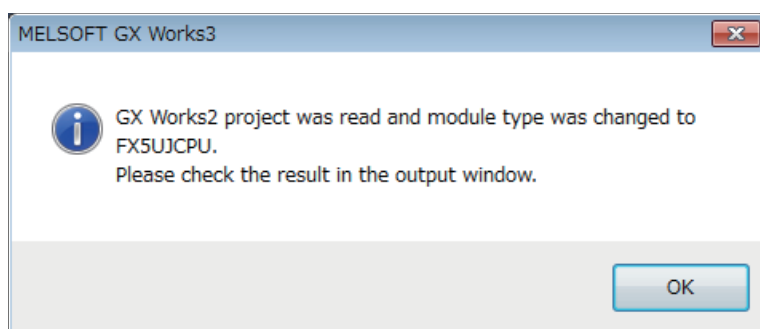 MELSOFT GX Works3
GX Works2 project was read and module type was changed to
FX5UJCPU.
Please check the result in the output window.
OK